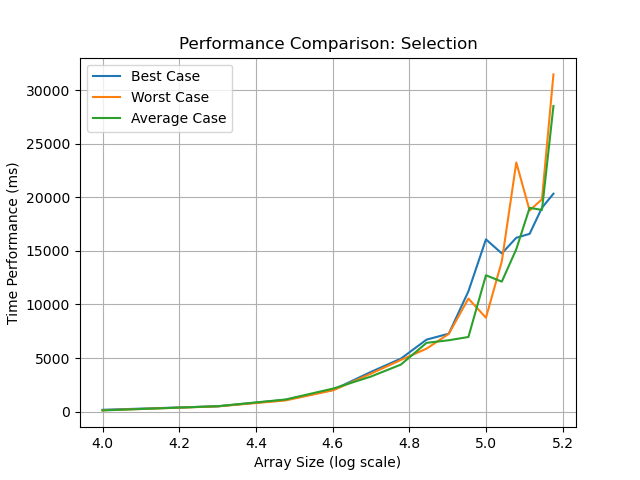 Performance Comparison: Selection
Best Case
Worst Case
Average Case
30000
25000
20000
15000
10000
5000
0
Time Performance (ms)
4.0 4.2 4.4 4.6 4.8 5.0 5.2
Array Size (log scale)